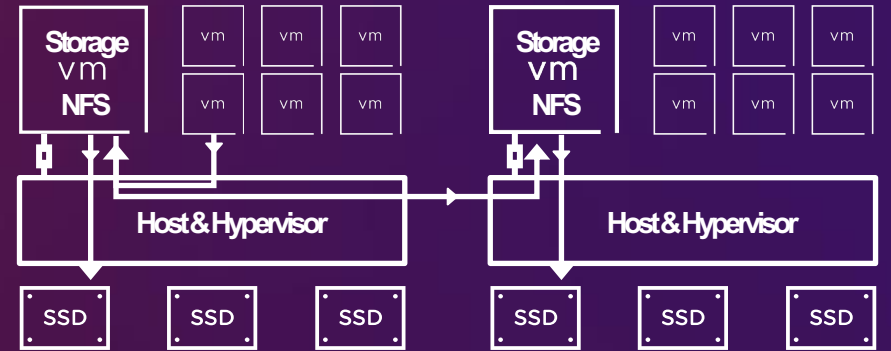 Storage
vm
NFS
vm vm vm
vm vm vm
Storage
vm
NFS
vm vm vm
vm vm vm
Host & Hypervisor
Host & Hypervisor
SSD SSD SSD
SSD SSD SSD